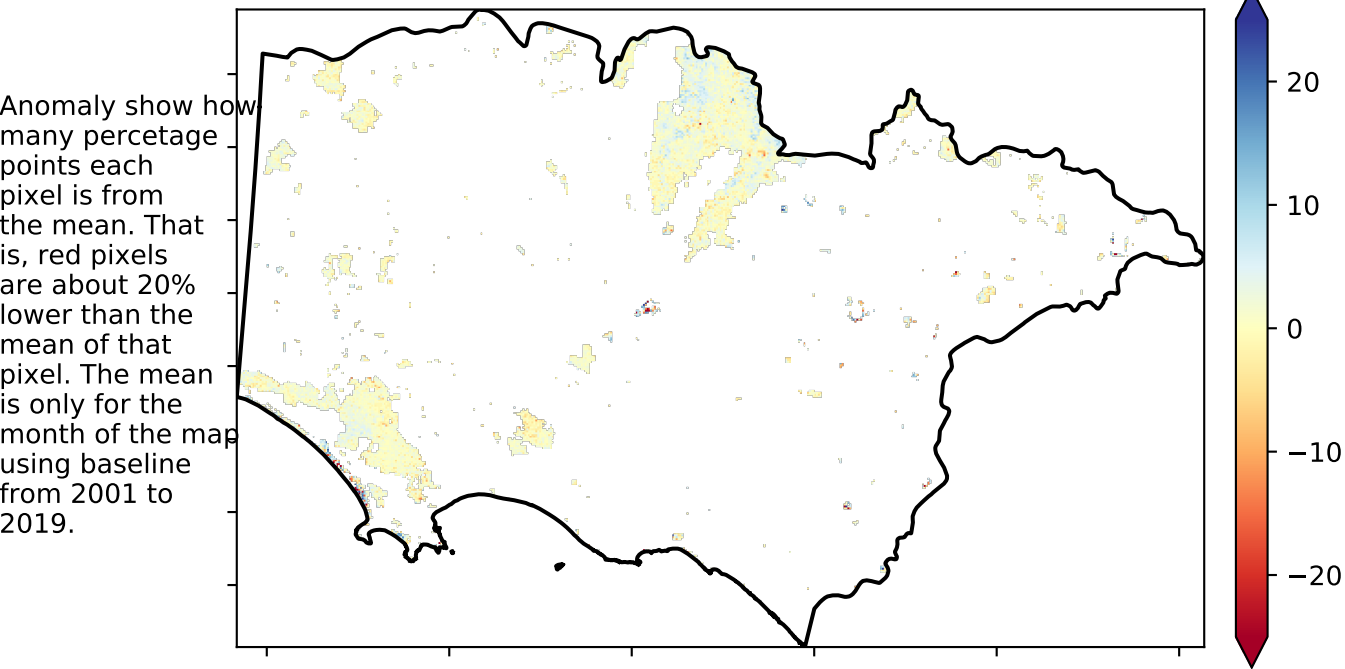 Anomaly show how
many percetage
points each
pixel is from
the mean. That
is, red pixels
are about 20%
lower than the
mean of that
pixel. The mean
is only for the
month of the map
using baseline
from 2001 to
2019.
20
10
0
−10
−20